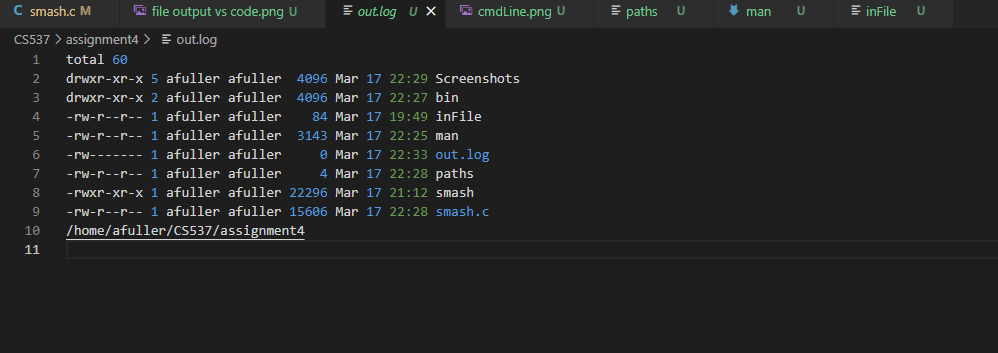 smash.c M file output vs code.png U out.log U cmdLine.png U paths U man U inFile U
CS537 > assignment4 > out.log
1 total 60
2 drwxr-xr-x 5 afuller afuller  4096 Mar 17 22:29 Screenshots
3 drwxr-xr-x 2 afuller afuller  4096 Mar 17 22:27 bin
4 -rw-r--r-- 1 afuller afuller    84 Mar 17 19:49 inFile
5 -rw-r--r-- 1 afuller afuller  3143 Mar 17 22:25 man
6 -rw------- 1 afuller afuller     0 Mar 17 22:33 out.log
7 -rw-r--r-- 1 afuller afuller     4 Mar 17 22:28 paths
8 -rwxr-xr-x 1 afuller afuller 22296 Mar 17 21:12 smash
9 -rw-r--r-- 1 afuller afuller 15606 Mar 17 22:28 smash.c
10 /home/afuller/CS537/assignment4
11